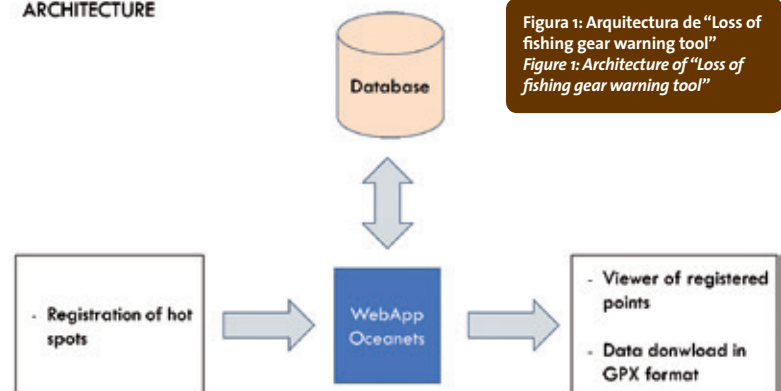 ARCHITECTURE
Figura 1: Arquitectura de “Loss of
fishing gear warning tool”
Figure 1: Architecture of “Loss of
fishing gear warning tool”
Database
- Registration of hot
spots
WebApp
Oceanets
- Viewer of registered
points
- Data donwload in
GPX format